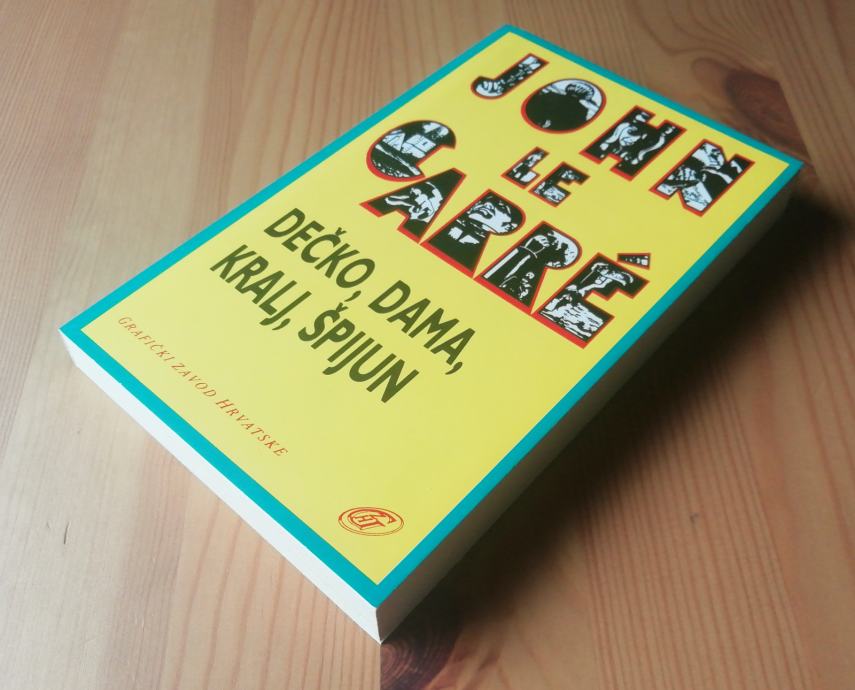 JOHN
LE
CARRÉ
DEČKO, DAMA,
KRALJ, ŠPIJUN
GRAFIČKI ZAVOD HRVATSKE